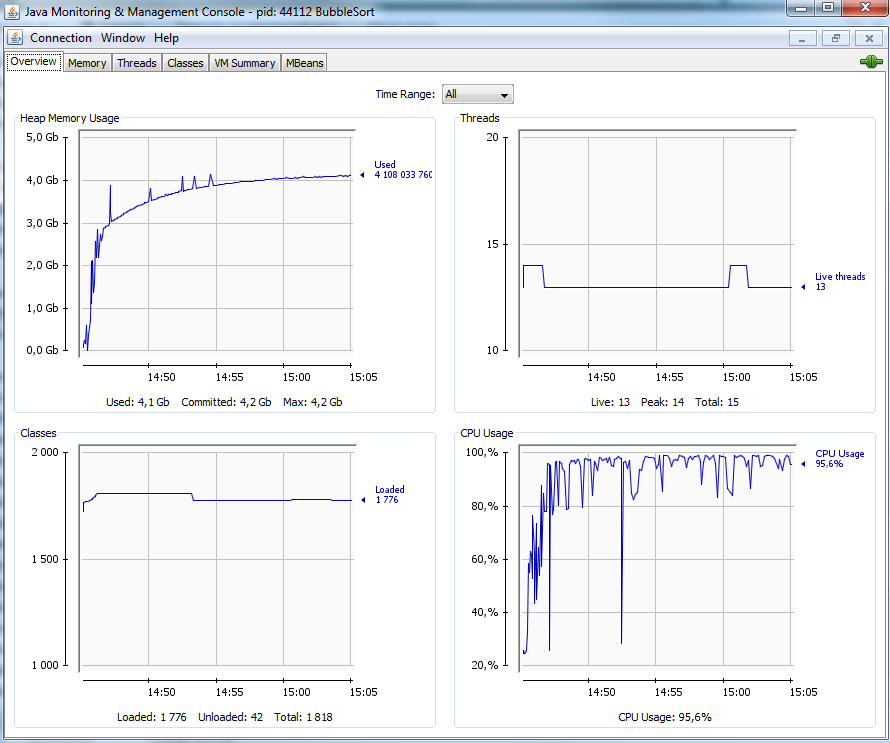 Java Monitoring & Management Console - pid: 44112 BubbleSort
Connection Window Help
Overview Memory Threads Classes VM Summary MBeans
Time Range: All
Heap Memory Usage
5,0 Gb
4,0 Gb
3,0 Gb
2,0 Gb
1,0 Gb
0,0 Gb
Used
4 108 033 760
14:50 14:55 15:00 15:05
Used: 4,1 Gb Committed: 4,2 Gb Max: 4,2 Gb
Threads
20
15
10
Live threads
13
14:50 14:55 15:00 15:05
Live: 13 Peak: 14 Total: 15
Classes
2 000
1 500
1 000
Loaded
1 776
14:50 14:55 15:00 15:05
Loaded: 1 776 Unloaded: 42 Total: 1 818
CPU Usage
100,%
80,%
60,%
40,%
20,%
CPU Usage
95,6%
14:50 14:55 15:00 15:05
CPU Usage: 95,6%